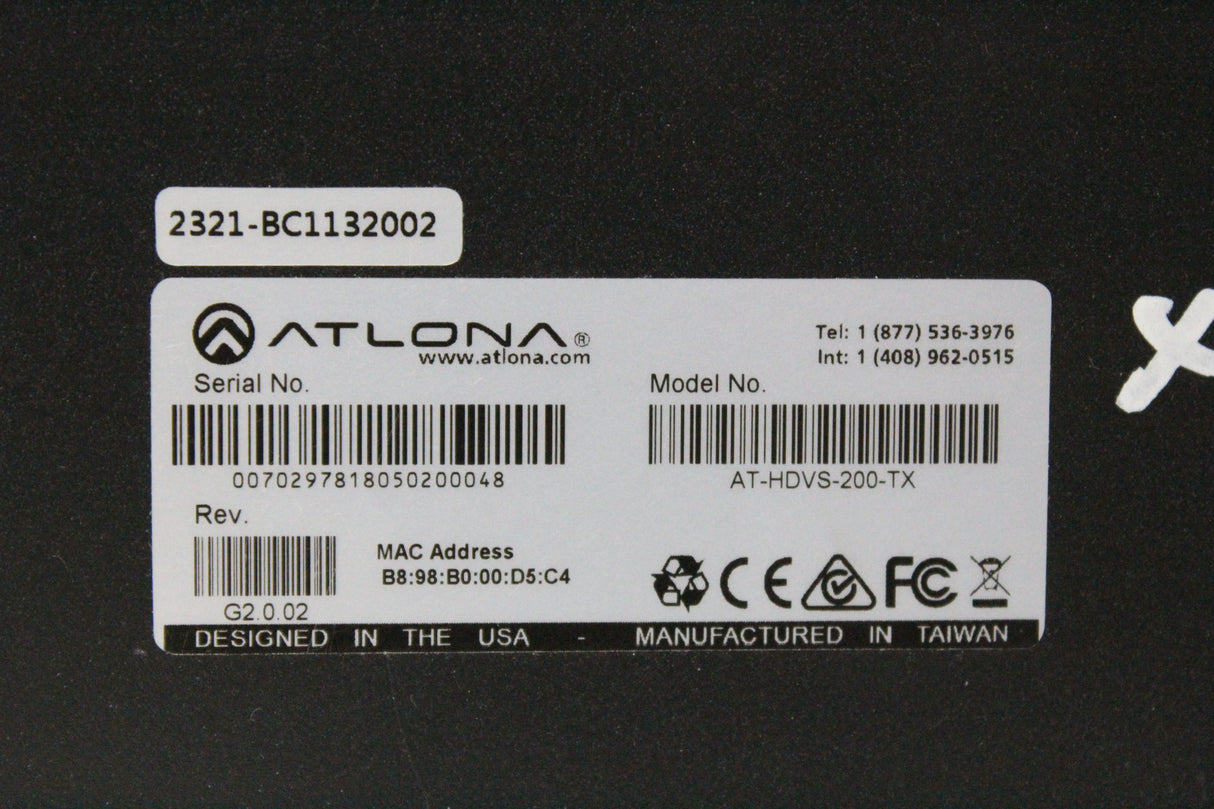 2321-BC1132002
ATLONA®
www.atlona.com
Tel: 1 (877) 536-3976
Int: 1 (408) 962-0515
Serial No.
0070297818050200048
Model No.
AT-HDVS-200-TX
Rev.
G2.0.02
MAC Address
B8:98:B0:00:D5:C4
CE FC
DESIGNED IN THE USA - MANUFACTURED IN TAIWAN
X